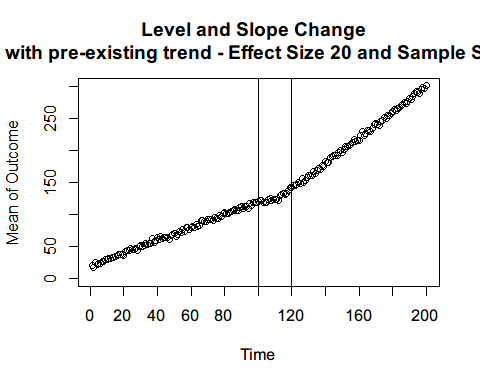 Level and Slope Change
with pre-existing trend - Effect Size 20 and Sample S
Mean of Outcome
250
150
50
0
0 20 40 60 80 120 160 200
Time